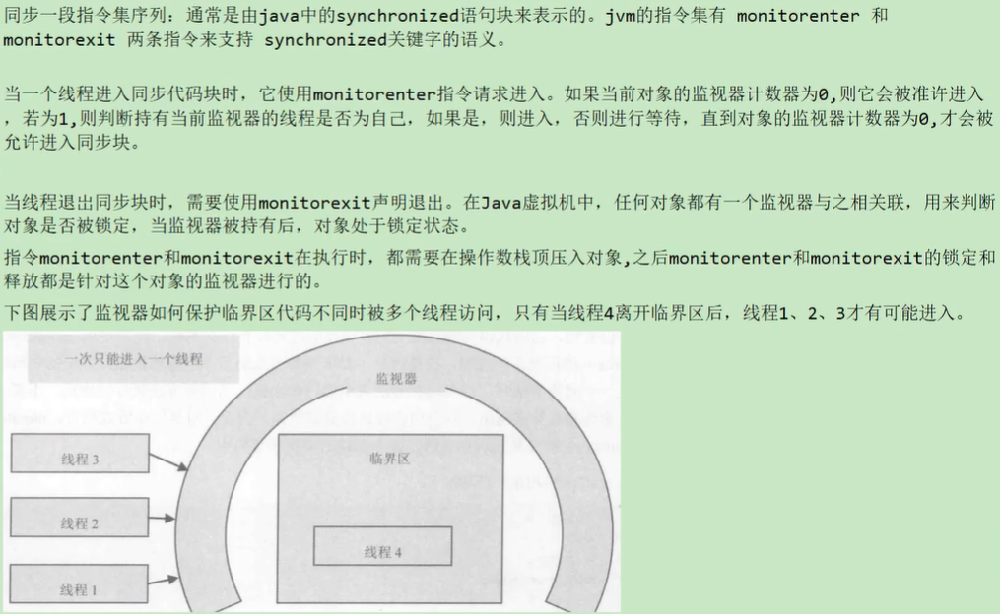 同步一段指令集序列：通常是由java中的synchronized语句块来表示的。jvm的指令集有 monitorenter 和
monitorexit 两条指令来支持 synchronized关键字的语义。
当一个线程进入同步代码块时，它使用monitorenter指令请求进入。如果当前对象的监视器计数器为0,则它会被准许进入
，若为1,则判断持有当前监视器的线程是否为自己，如果是，则进入，否则进行等待，直到对象的监视器计数器为0,才会被
允许进入同步块。
当线程退出同步块时，需要使用monitorexit声明退出。在Java虚拟机中，任何对象都有一个监视器与之相关联，用来判断
对象是否被锁定，当监视器被持有后，对象处于锁定状态。
指令monitorenter和monitorexit在执行时，都需要在操作数栈顶压入对象,之后monitorenter和monitorexit的锁定和
释放都是针对这个对象的监视器进行的。
下图展示了监视器如何保护临界区代码不同时被多个线程访问，只有当线程4离开临界区后，线程1、2、3才有可能进入。
一次只能进入一个线程
监视器
线程 3
临界区
线程 2
线程 4
线程 1